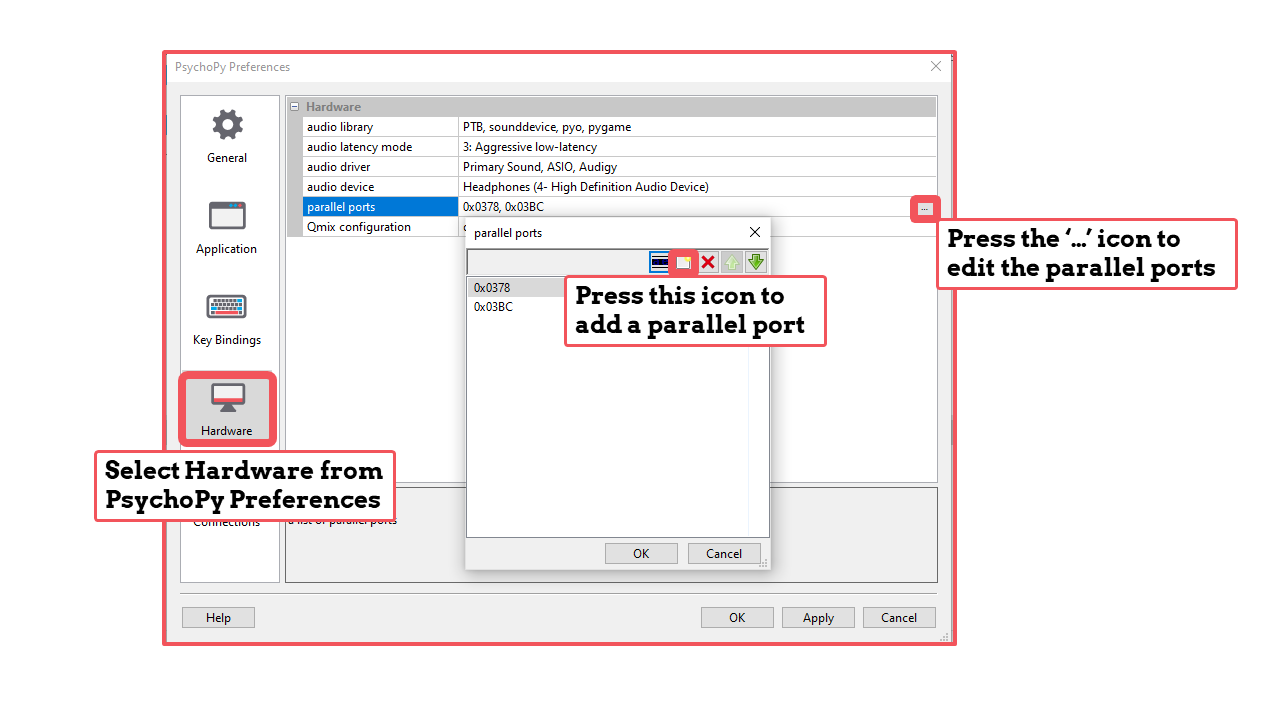 PsychoPy Preferences
General
Application
Key Bindings
Hardware
Connections
Hardware
audio library PTB, sounddevice, pyo, pygame
audio latency mode 3: Aggressive low-latency
audio driver Primary Sound, ASIO, Audigy
audio device Headphones (4- High Definition Audio Device)
parallel ports 0x0378, 0x03BC ...
Qmix configuration
parallel ports
0x0378
0x03BC
OK Cancel
Press the ‘...’ icon to
edit the parallel ports
Press this icon to
add a parallel port
Select Hardware from
PsychoPy Preferences
a list of parallel ports
Help OK Apply Cancel